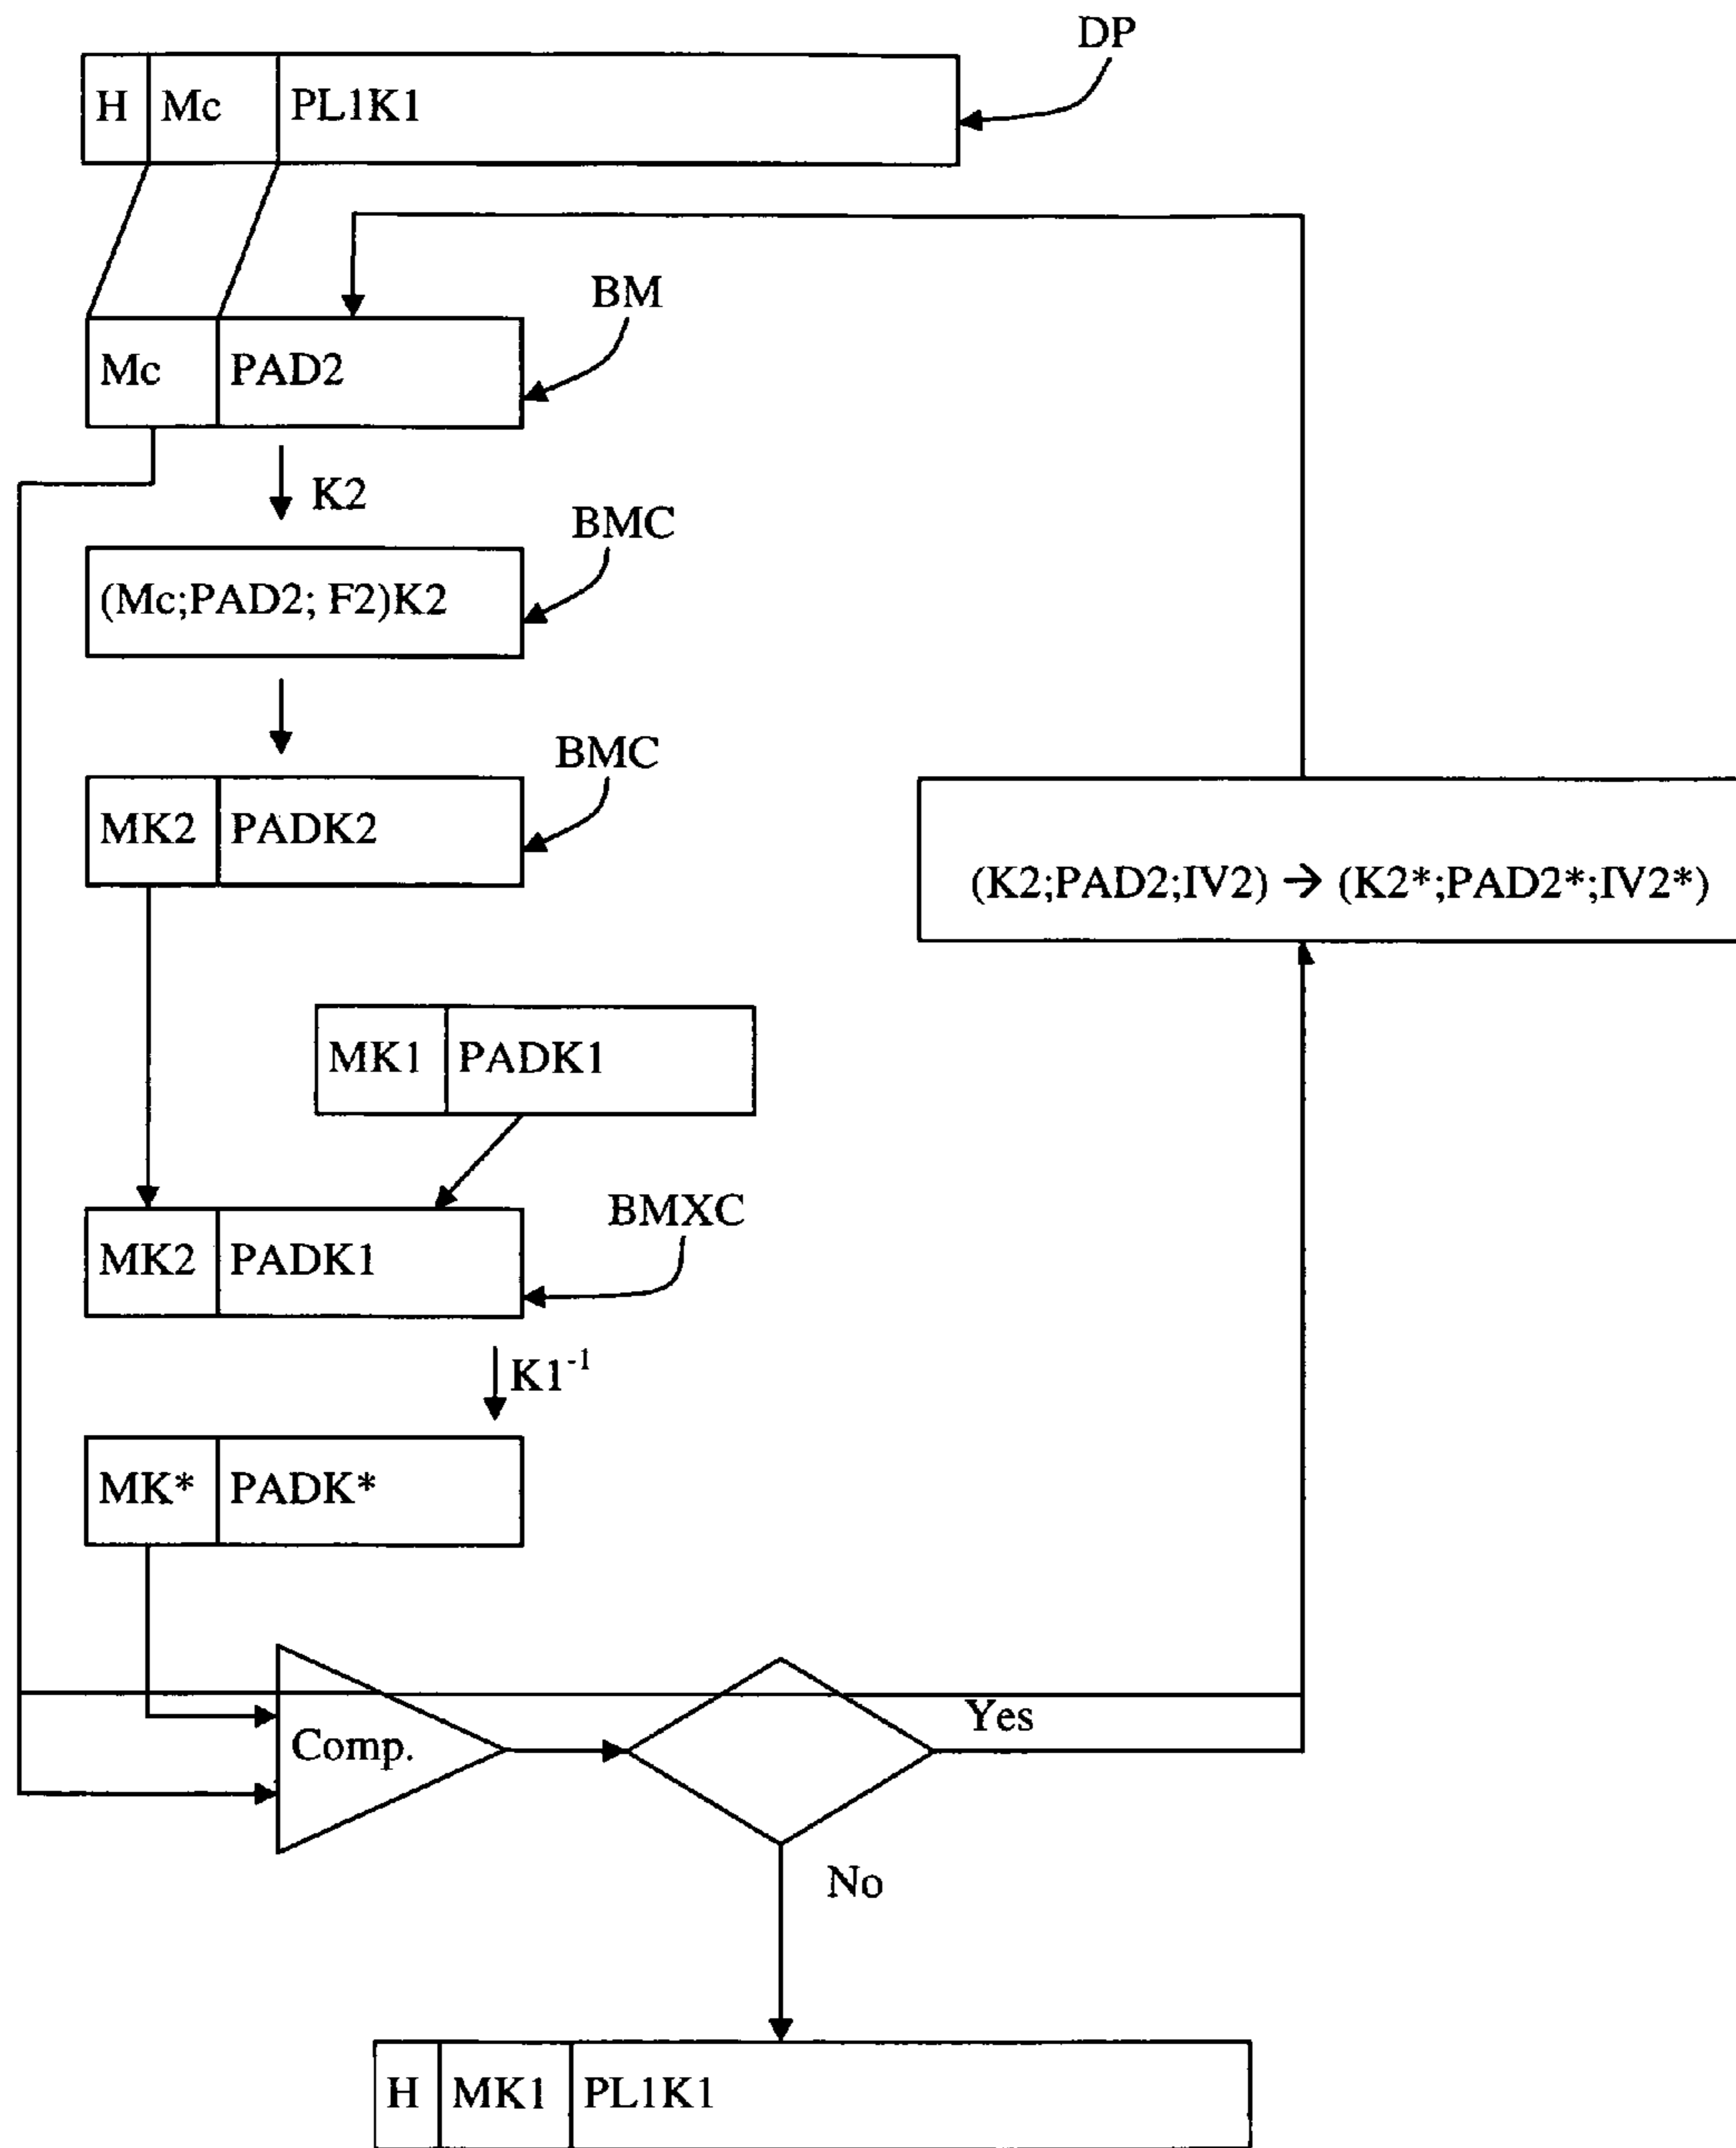 DP
H Mc PL1K1
BM
Mc PAD2
K2
BMC
(Mc;PAD2; F2)K2
BMC
MK2 PADK2
(K2;PAD2;IV2) → (K2*;PAD2*;IV2*)
MK1 PADK1
BMXC
MK2 PADK1
K1⁻¹
MK* PADK*
Yes
Comp.
No
H MK1 PL1K1